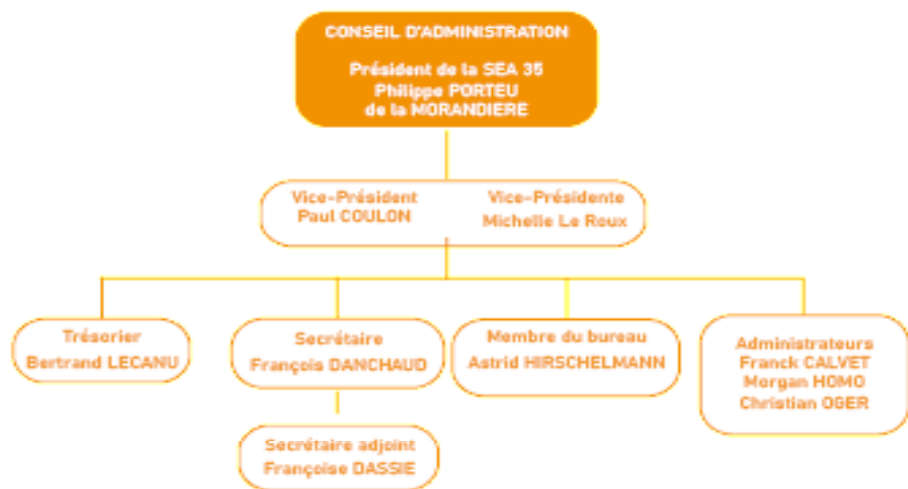 CONSEIL D'ADMINISTRATION
Président de la SEA 35
Philippe PORTEU
de la MORANDIERE
Vice-Président
Paul COULON
Vice-Présidente
Michelle Le Roux
Trésorier
Bertrand LECANU
Secrétaire
François DANCHAUD
Membre du bureau
Astrid HIRSCHELMANN
Administrateurs
Franck CALVET
Morgan HOMO
Christian OGER
Secrétaire adjoint
Françoise DASSIE